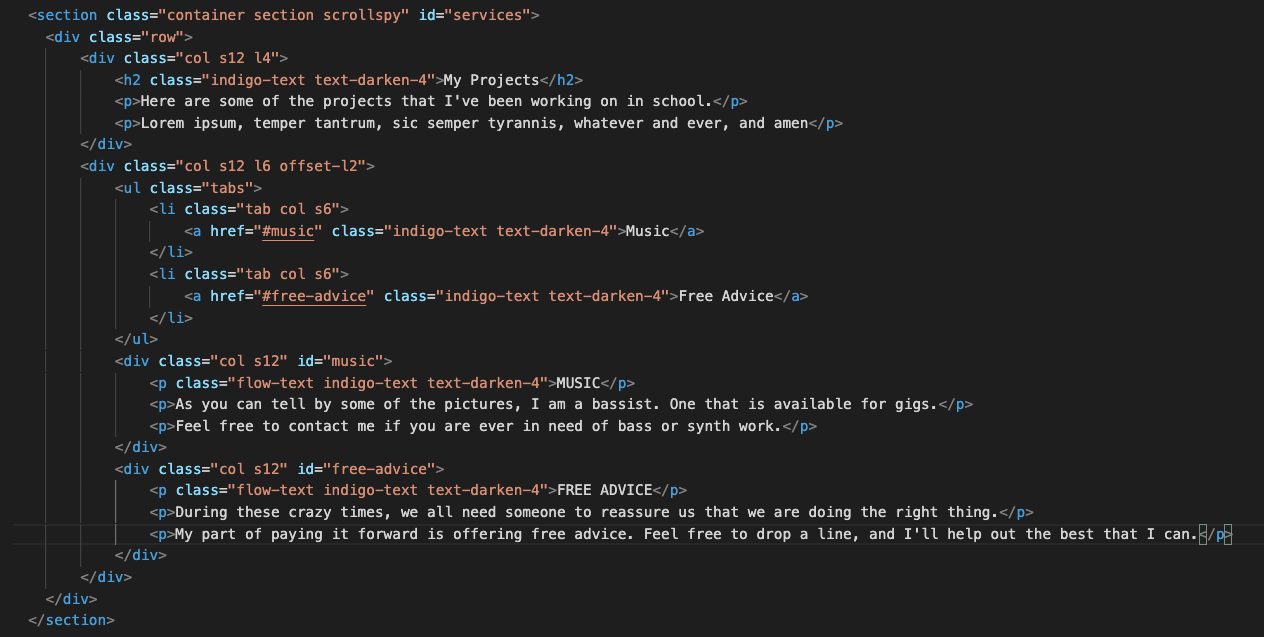 <section class="container section scrollspy" id="services">
<div class="row">
<div class="col s12 l4">
<h2 class="indigo-text text-darken-4">My Projects</h2>
<p>Here are some of the projects that I've been working on in school.</p>
<p>Lorem ipsum, temper tantrum, sic semper tyrannis, whatever and ever, and amen</p>
</div>
<div class="col s12 l6 offset-l2">
<ul class="tabs">
<li class="tab col s6">
<a href="#music" class="indigo-text text-darken-4">Music</a>
</li>
<li class="tab col s6">
<a href="#free-advice" class="indigo-text text-darken-4">Free Advice</a>
</li>
</ul>
<div class="col s12" id="music">
<p class="flow-text indigo-text text-darken-4">MUSIC</p>
<p>As you can tell by some of the pictures, I am a bassist. One that is available for gigs.</p>
<p>Feel free to contact me if you are ever in need of bass or synth work.</p>
</div>
<div class="col s12" id="free-advice">
<p class="flow-text indigo-text text-darken-4">FREE ADVICE</p>
<p>During these crazy times, we all need someone to reassure us that we are doing the right thing.</p>
<p>My part of paying it forward is offering free advice. Feel free to drop a line, and I'll help out the best that I can.</p>
</div>
</div>
</div>
</section>